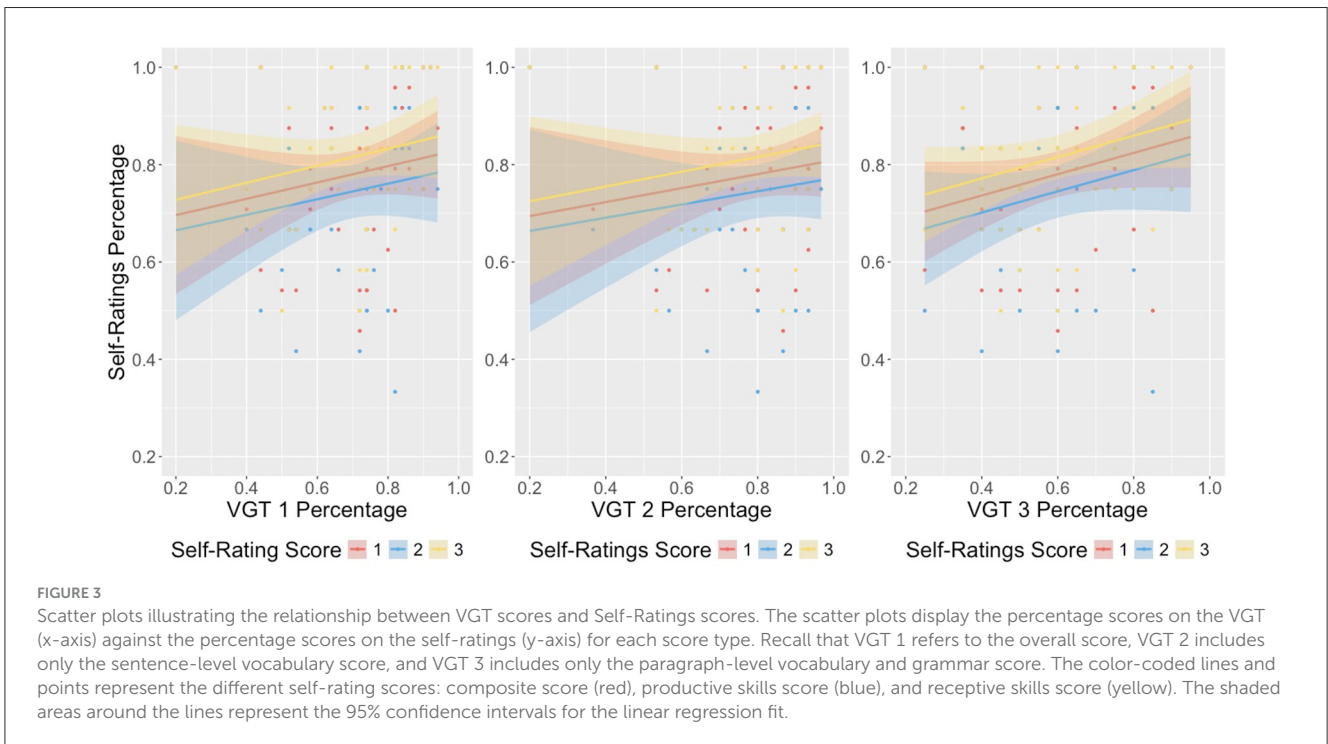 Self-Ratings Percentage
1.0
0.8
0.6
0.4
0.2
0.2 0.4 0.6 0.8 1.0
VGT 1 Percentage
Self-Rating Score 1 2 3
1.0
0.8
0.6
0.4
0.2
0.2 0.4 0.6 0.8 1.0
VGT 2 Percentage
Self-Ratings Score 1 2 3
1.0
0.8
0.6
0.4
0.2
0.2 0.4 0.6 0.8 1.0
VGT 3 Percentage
Self-Ratings Score 1 2 3
FIGURE 3
Scatter plots illustrating the relationship between VGT scores and Self-Ratings scores. The scatter plots display the percentage scores on the VGT
(x-axis) against the percentage scores on the self-ratings (y-axis) for each score type. Recall that VGT 1 refers to the overall score, VGT 2 includes
only the sentence-level vocabulary score, and VGT 3 includes only the paragraph-level vocabulary and grammar score. The color-coded lines and
points represent the different self-rating scores: composite score (red), productive skills score (blue), and receptive skills score (yellow). The shaded
areas around the lines represent the 95% confidence intervals for the linear regression fit.